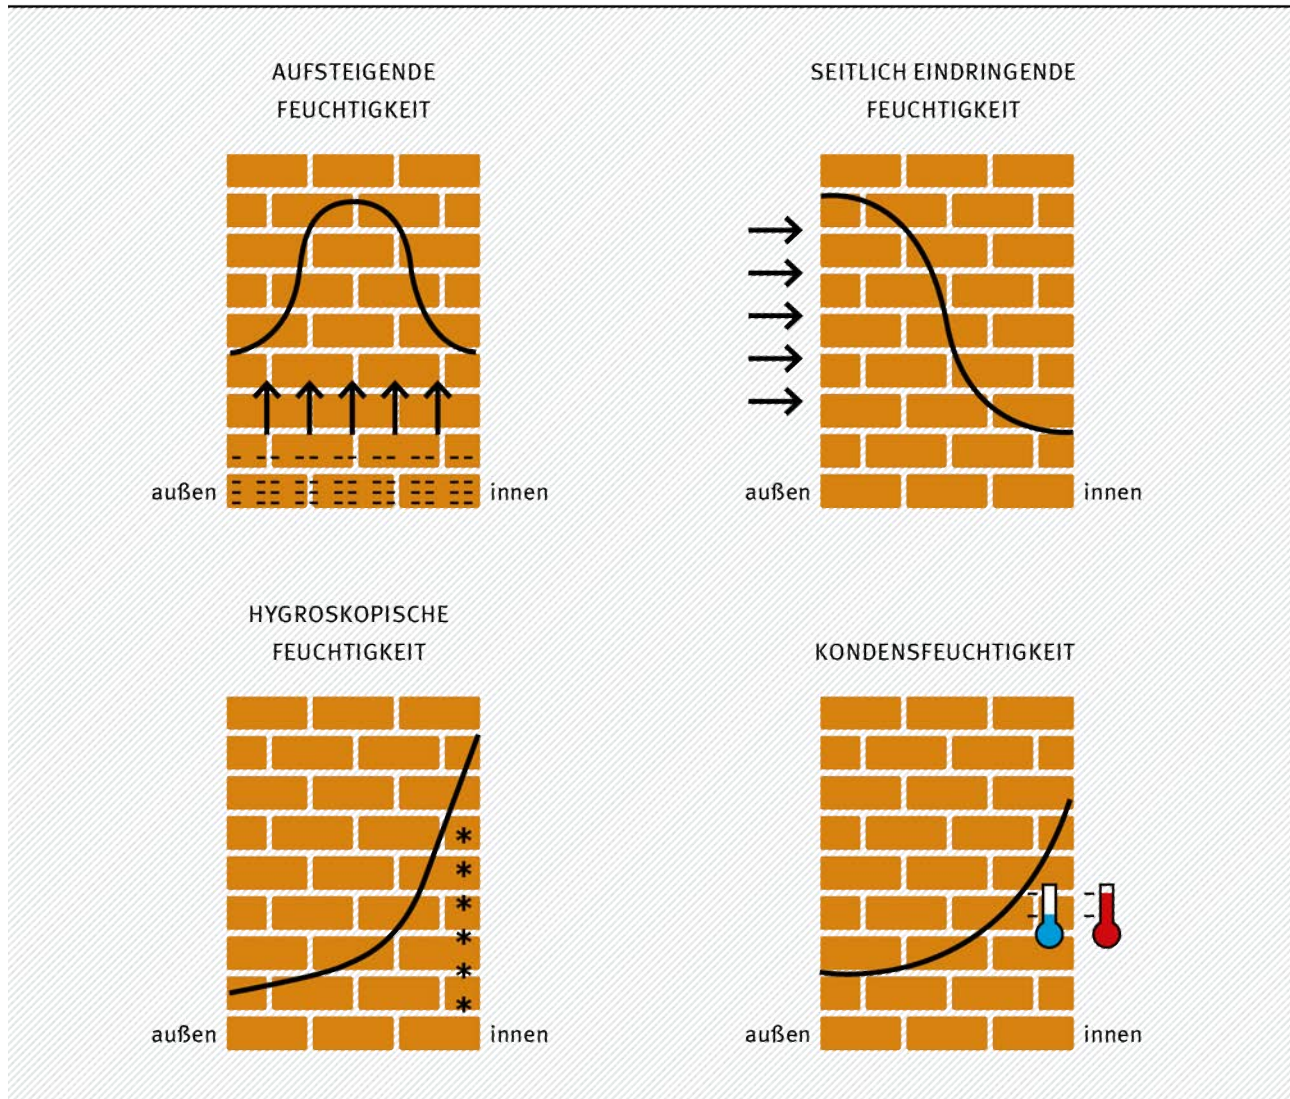 AUFSTEIGENDE
FEUCHTIGKEIT
außen
innen
SEITLICH EINDRINGENDE
FEUCHTIGKEIT
außen
innen
HYGROSKOPISCHE
FEUCHTIGKEIT
außen
innen
KONDENSFEUCHTIGKEIT
außen
innen